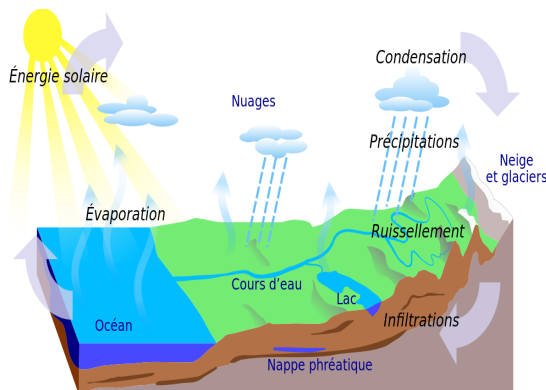 Condensation
Énergie solaire
Nuages
Précipitations
Neige
et glaciers
Évaporation
Ruissellement
Cours d'eau
Lac
Océan
Infiltrations
Nappe phréatique